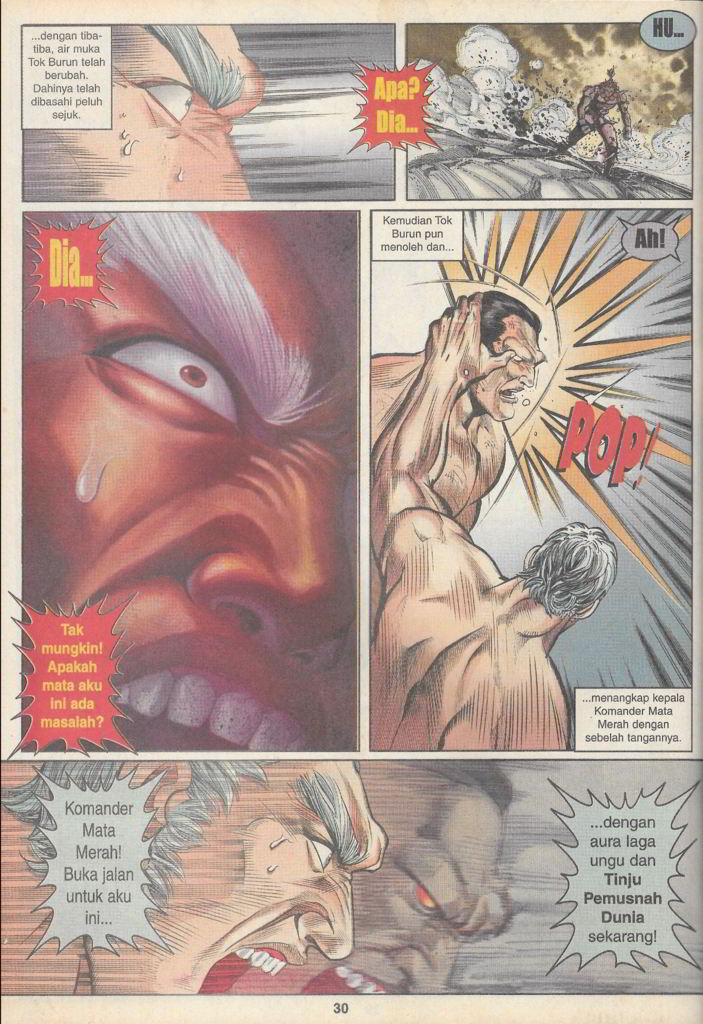 ...dengan tiba-
tiba, air muka
Tok Burun telah
berubah.
Dahinya telah
dibasahi peluh
sejuk.
Apa?
Dia...
HU...
Dia...
Tak
mungkin!
Apakah
mata aku
ini ada
masalah?
Kemudian Tok
Burun pun
menoleh dan...
Ah!
POP!
...menangkap kepala
Komander Mata
Merah dengan
sebelah tangannya.
Komander
Mata
Merah!
Buka jalan
untuk aku
ini...
...dengan
aura laga
ungu dan
Tinju
Pemusnah
Dunia
sekarang!
30